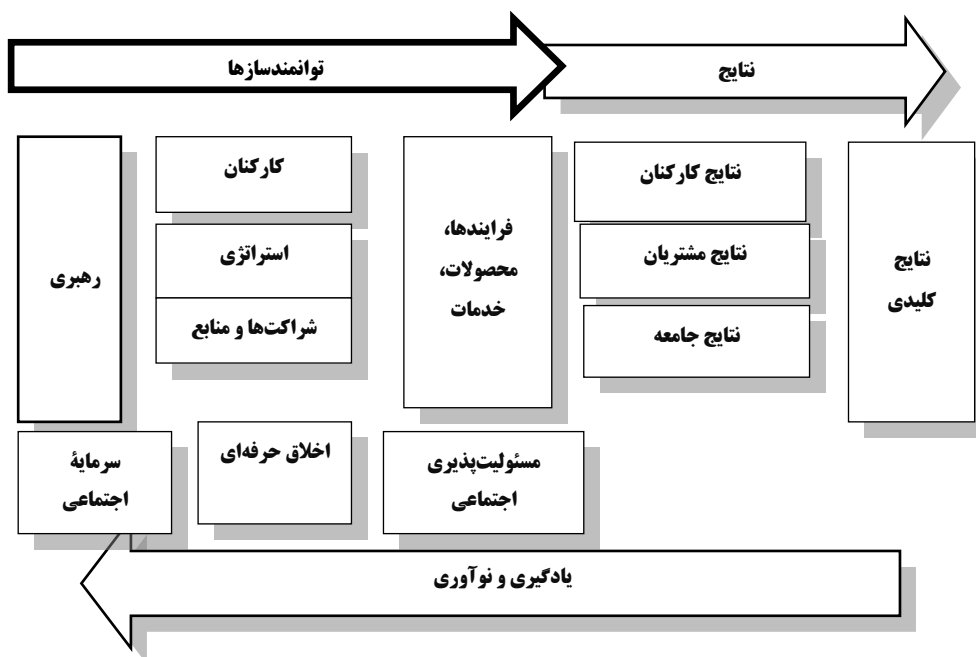 توانمندسازها
نتایج
رهبری
کارکنان
استراتژی
شراکت‌ها و منابع
فرایندها،
محصولات،
خدمات
نتایج کارکنان
نتایج مشتریان
نتایج جامعه
نتایج
کلیدی
سرمایۀ
اجتماعی
اخلاق حرفه‌ای
مسئولیت‌پذیری
اجتماعی
یادگیری و نوآوری